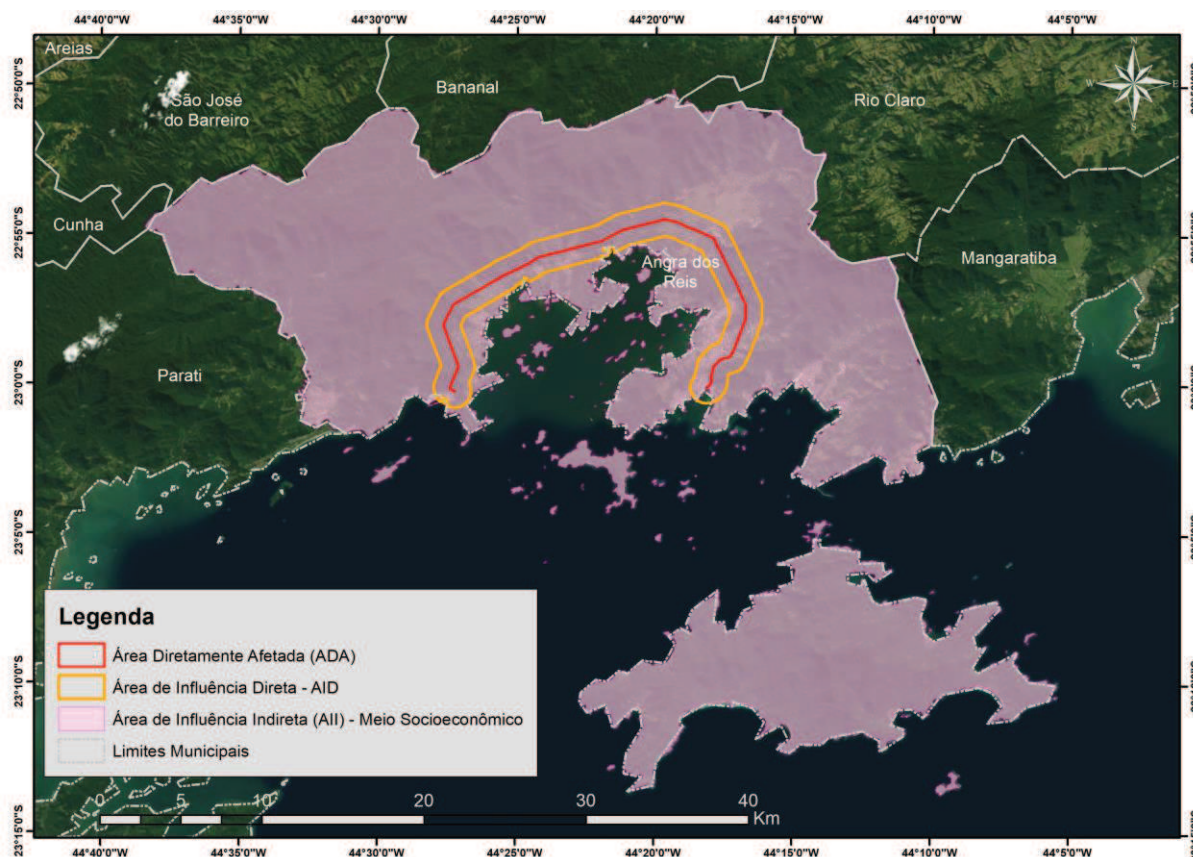 44°40'0"W 44°35'0"W 44°30'0"W 44°25'0"W 44°20'0"W 44°15'0"W 44°10'0"W 44°5'0"W
Areias
N
22°50'0"S
São José
do Barreiro
Bananal
Rio Claro
W E
S
Cunha
22°55'0"S
Angra dos
Reis
Mangaratiba
Parati
23°0'0"S
23°5'0"S
Legenda
Área Diretamente Afetada (ADA)
Área de Influência Direta - AID
Área de Influência Indireta (AII) - Meio Socioeconômico
Limites Municipais
23°10'0"S
0 5 10 20 30 40
Km
23°15'0"S
44°40'0"W 44°35'0"W 44°30'0"W 44°25'0"W 44°20'0"W 44°15'0"W 44°10'0"W 44°5'0"W